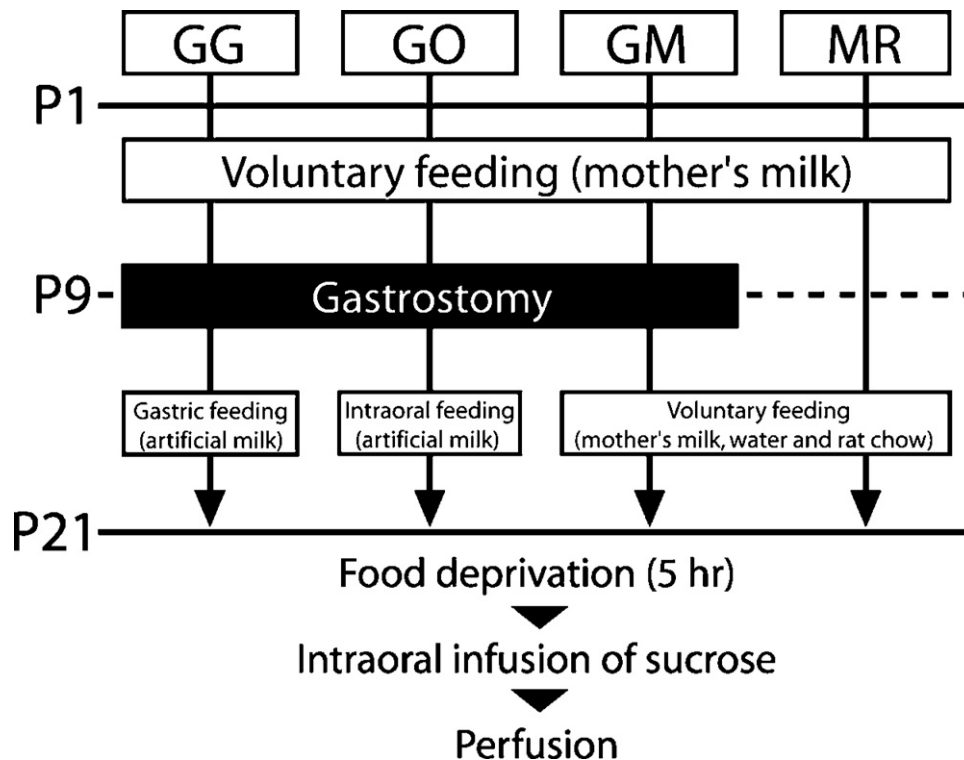 GG GO GM MR
P1
Voluntary feeding (mother's milk)
P9
Gastrostomy
Gastric feeding
(artificial milk)
Intraoral feeding
(artificial milk)
Voluntary feeding
(mother's milk, water and rat chow)
P21
Food deprivation (5 hr)
Intraoral infusion of sucrose
Perfusion